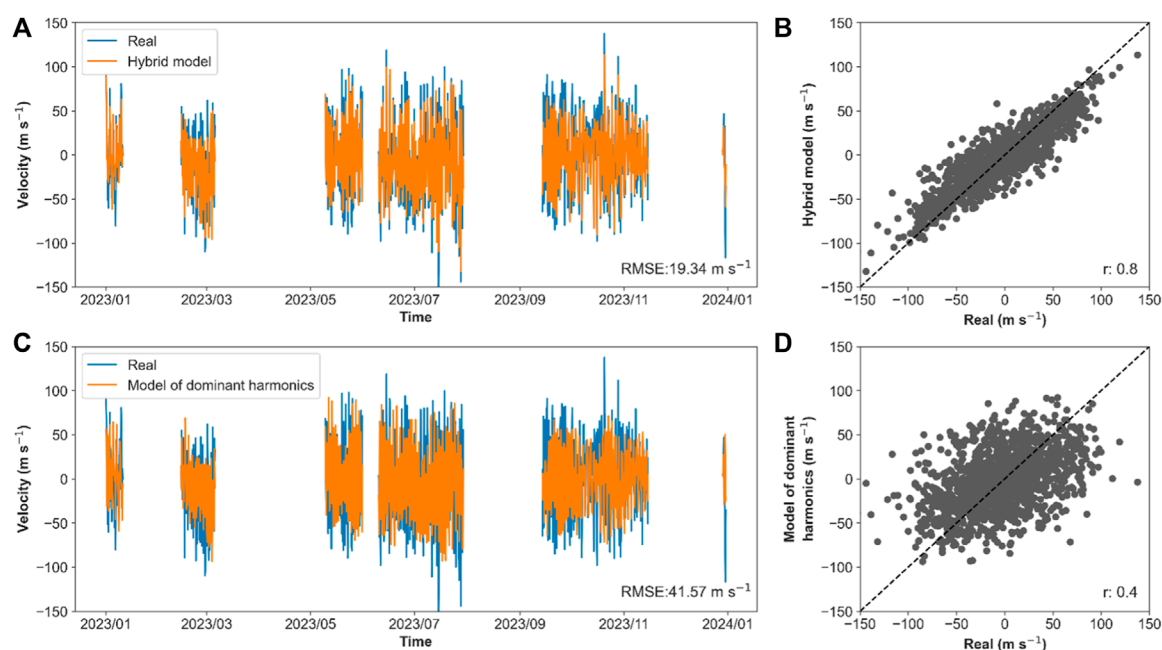 A
Real
Hybrid model
150
100
50
0
−50
−100
−150
Velocity (m s⁻¹)
2023/01 2023/03 2023/05 2023/07 2023/09 2023/11 2024/01
Time
RMSE:19.34 m s⁻¹
B
150
100
50
0
−50
−100
−150
Hybrid model (m s⁻¹)
−150 −100 −50 0 50 100 150
Real (m s⁻¹)
r: 0.8
C
Real
Model of dominant harmonics
150
100
50
0
−50
−100
−150
Velocity (m s⁻¹)
2023/01 2023/03 2023/05 2023/07 2023/09 2023/11 2024/01
Time
RMSE:41.57 m s⁻¹
D
150
100
50
0
−50
−100
−150
Model of dominant
harmonics (m s⁻¹)
−150 −100 −50 0 50 100 150
Real (m s⁻¹)
r: 0.4